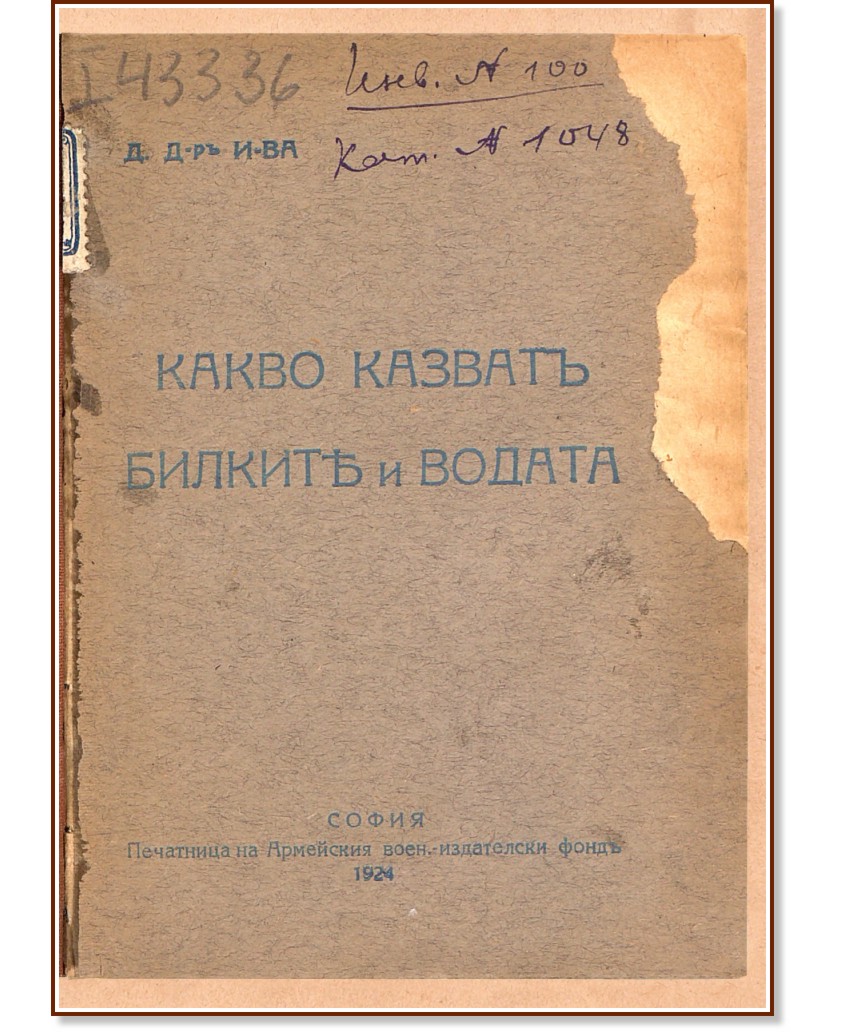 I 43336
Инв. № 100
Кат. № 1048
Д. Д-РЪ И-ВА
КАКВО КАЗВАТЪ
БИЛКИТѢ и ВОДАТА
СОФИЯ
Печатница на Армейския воен.-издателски фондъ
1924